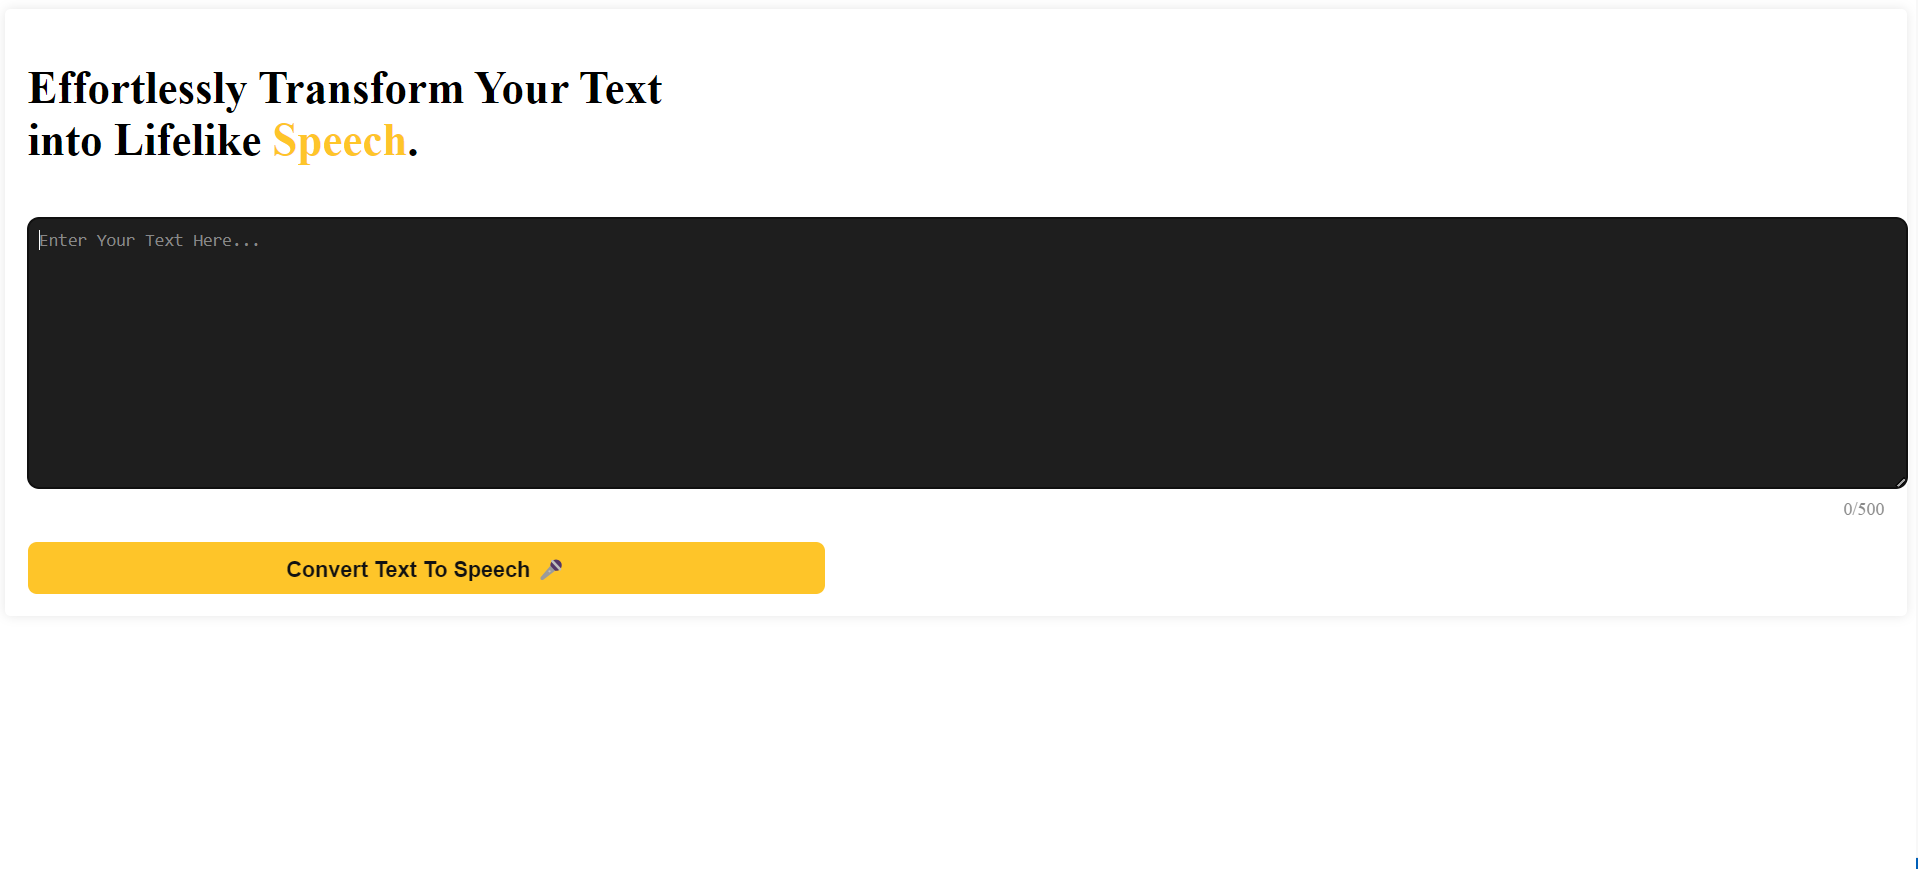 Effortlessly Transform Your Text
into Lifelike Speech.
Enter Your Text Here...
0/500
Convert Text To Speech 🎤